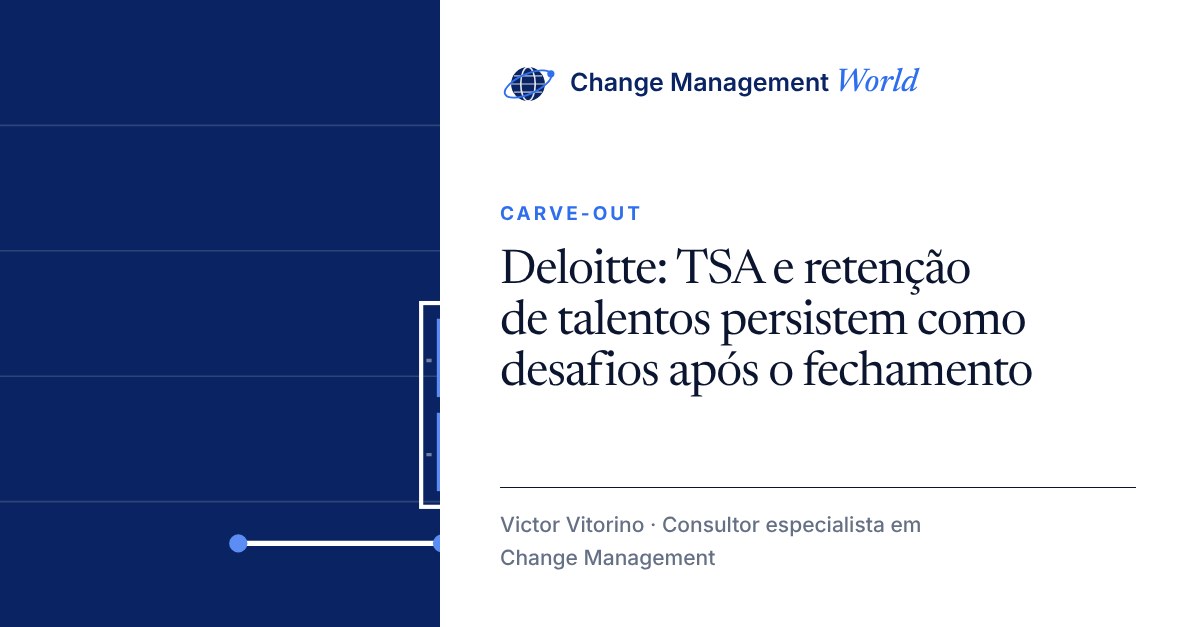 Change Management World
CARVE-OUT
Deloitte: TSA e retenção
de talentos persistem como
desafios após o fechamento
Victor Vitorino · Consultor especialista em
Change Management